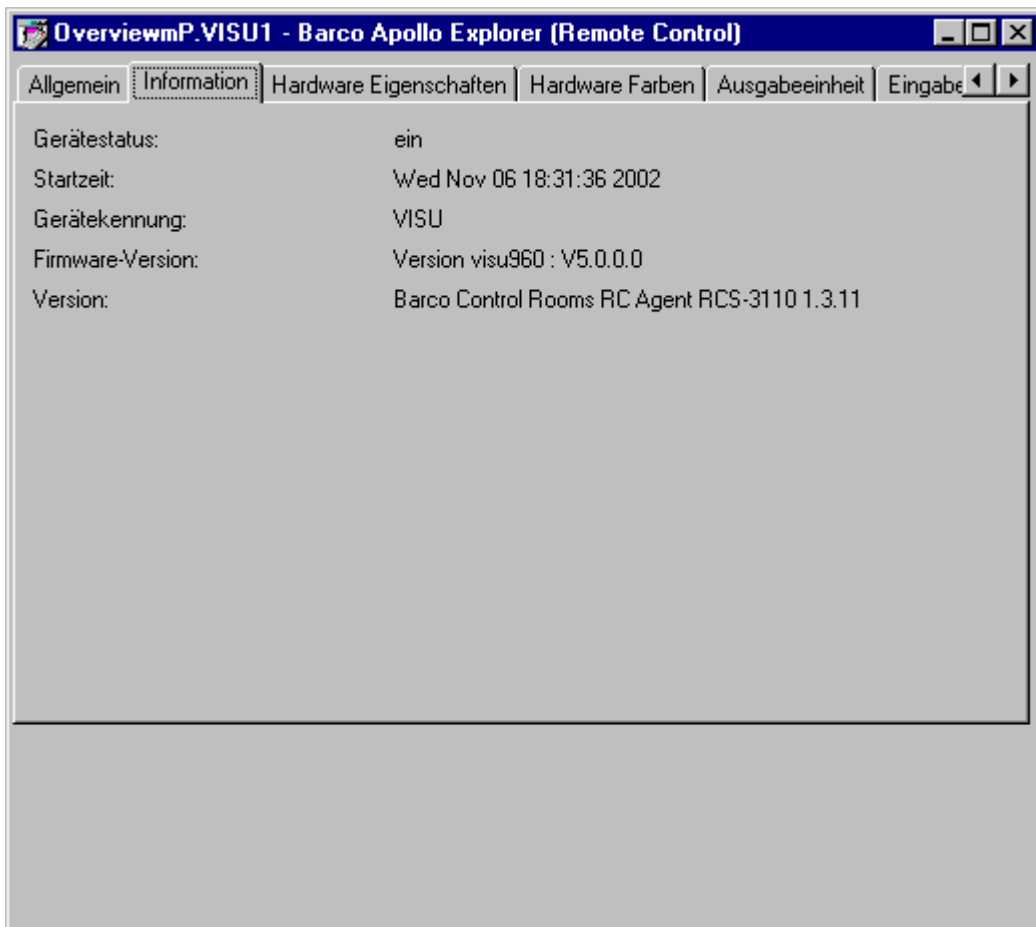 OverviewmP.VISU1 - Barco Apollo Explorer (Remote Control)
Allgemein Information Hardware Eigenschaften Hardware Farben Ausgabeeinheit Eingabe
Gerätestatus: ein
Startzeit: Wed Nov 06 18:31:36 2002
Gerätekennung: VISU
Firmware-Version: Version visu960 : V5.0.0.0
Version: Barco Control Rooms RC Agent RCS-3110 1.3.11